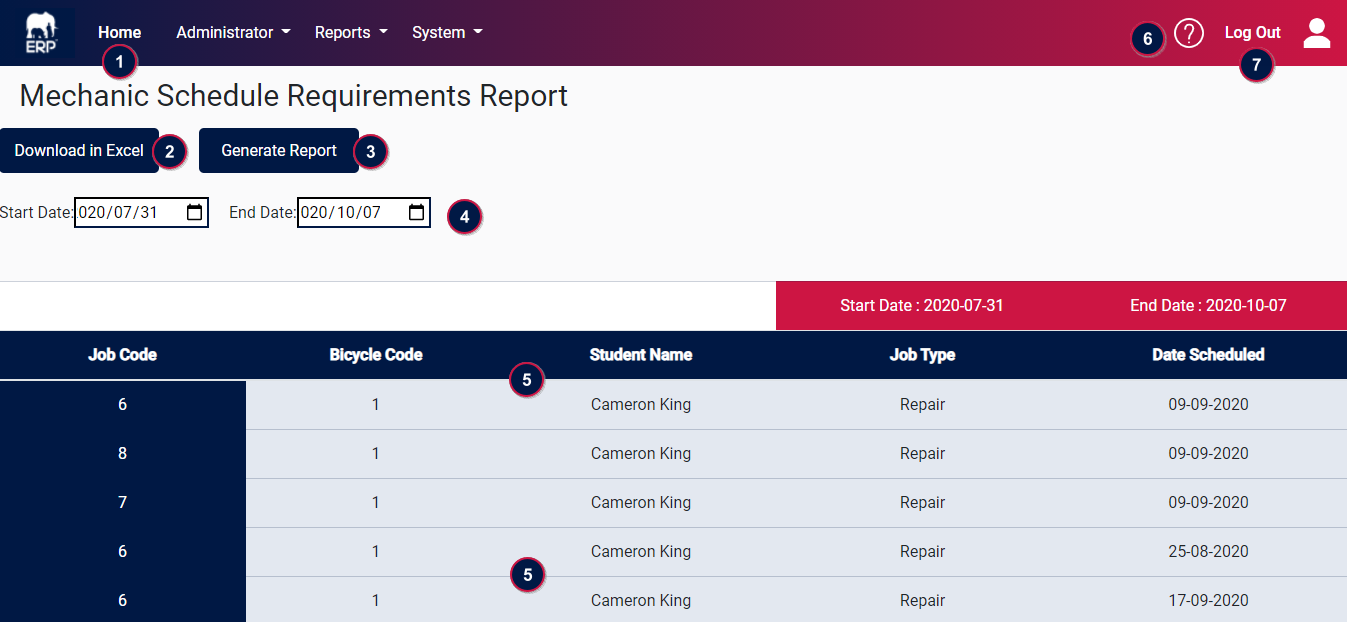 ERP Home Administrator Reports System 6 ? Log Out
1 7
Mechanic Schedule Requirements Report
Download in Excel 2 Generate Report 3
Start Date: 020/07/31 End Date: 020/10/07 4
Start Date : 2020-07-31 End Date : 2020-10-07
Job Code Bicycle Code Student Name Job Type Date Scheduled
5
6 1 Cameron King Repair 09-09-2020
8 1 Cameron King Repair 09-09-2020
7 1 Cameron King Repair 09-09-2020
6 1 Cameron King Repair 25-08-2020
5
6 1 Cameron King Repair 17-09-2020